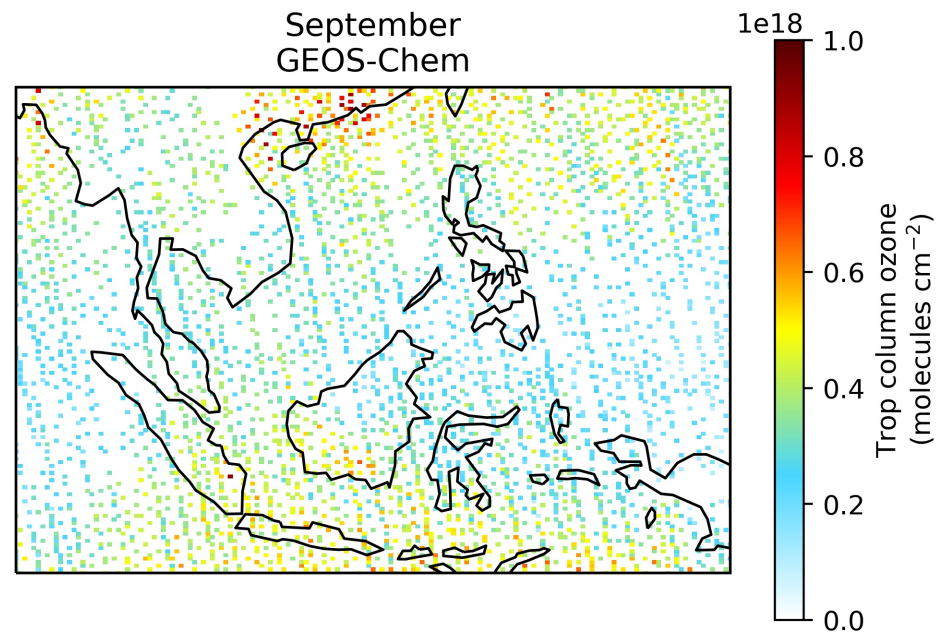 September
GEOS-Chem
1e18
1.0
0.8
0.6
0.4
0.2
0.0
Trop column ozone
(molecules cm⁻²)